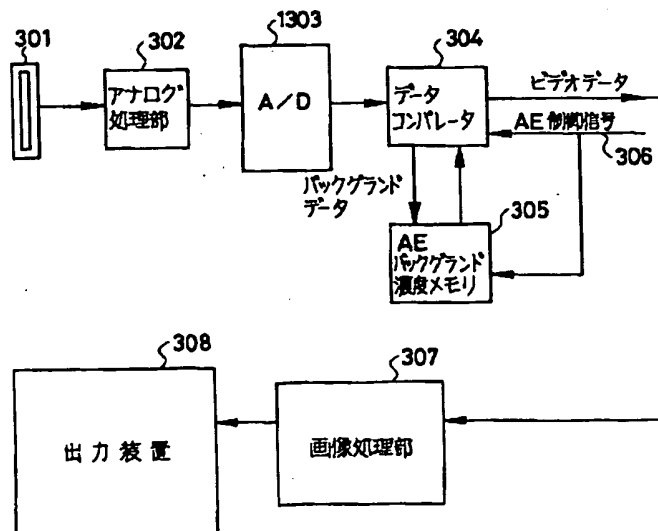 301
302
アナログ
処理部
1303
A/D
304
データ
コンパレータ
ビデオデータ
AE制御信号
306
バックグランド
データ
305
AE
バックグランド
濃度メモリ
308
出力装置
307
画像処理部